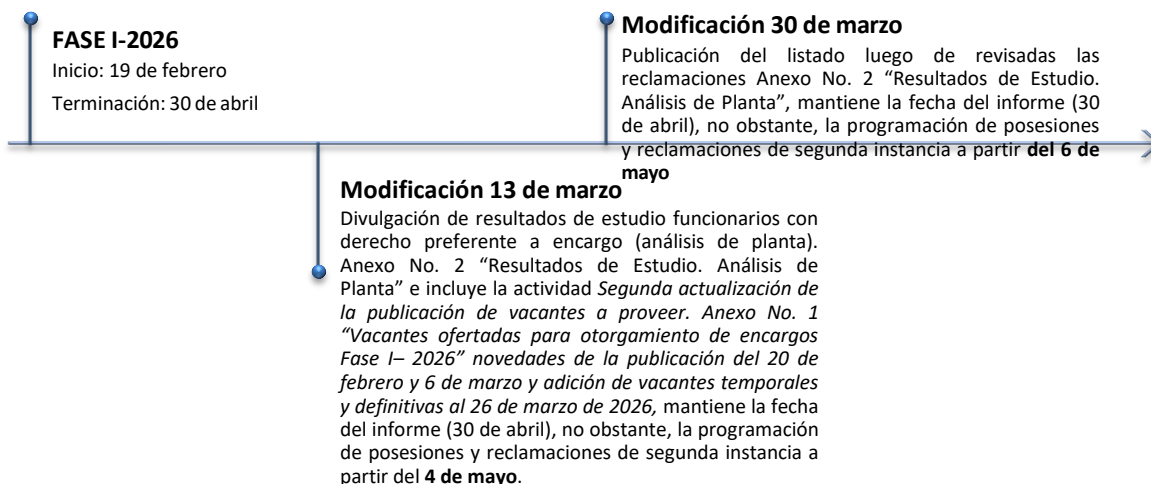 FASE I-2026
Inicio: 19 de febrero
Terminación: 30 de abril
Modificación 30 de marzo
Publicación del listado luego de revisadas las
reclamaciones Anexo No. 2 “Resultados de Estudio.
Análisis de Planta”, mantiene la fecha del informe (30
de abril), no obstante, la programación de posesiones
y reclamaciones de segunda instancia a partir del 6 de
mayo
Modificación 13 de marzo
Divulgación de resultados de estudio funcionarios con
derecho preferente a encargo (análisis de planta).
Anexo No. 2 “Resultados de Estudio. Análisis de
Planta” e incluye la actividad Segunda actualización de
la publicación de vacantes a proveer. Anexo No. 1
“Vacantes ofertadas para otorgamiento de encargos
Fase I– 2026” novedades de la publicación del 20 de
febrero y 6 de marzo y adición de vacantes temporales
y definitivas al 26 de marzo de 2026, mantiene la fecha
del informe (30 de abril), no obstante, la programación
de posesiones y reclamaciones de segunda instancia a
partir del 4 de mayo.